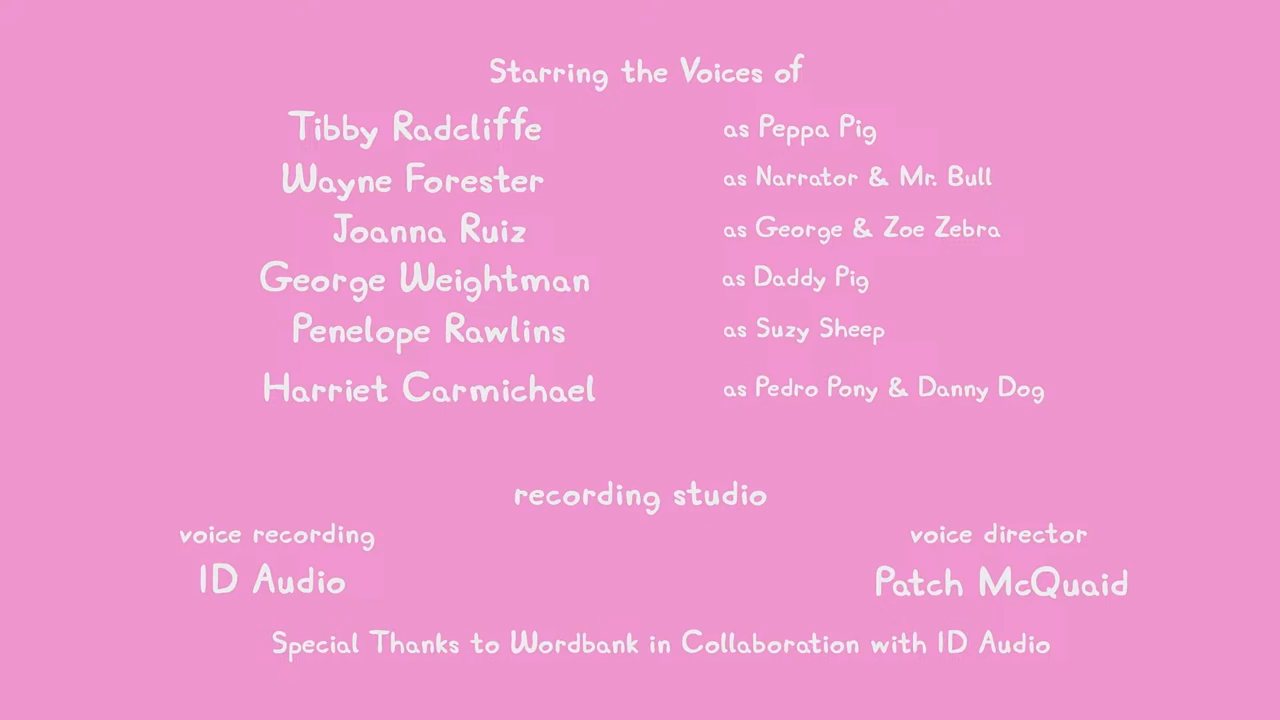 Starring the Voices of
Tibby Radcliffe as Peppa Pig
Wayne Forester as Narrator & Mr. Bull
Joanna Ruiz as George & Zoe Zebra
George Weightman as Daddy Pig
Penelope Rawlins as Suzy Sheep
Harriet Carmichael as Pedro Pony & Danny Dog
recording studio
voice recording voice director
ID Audio Patch McQuaid
Special Thanks to Wordbank in Collaboration with ID Audio